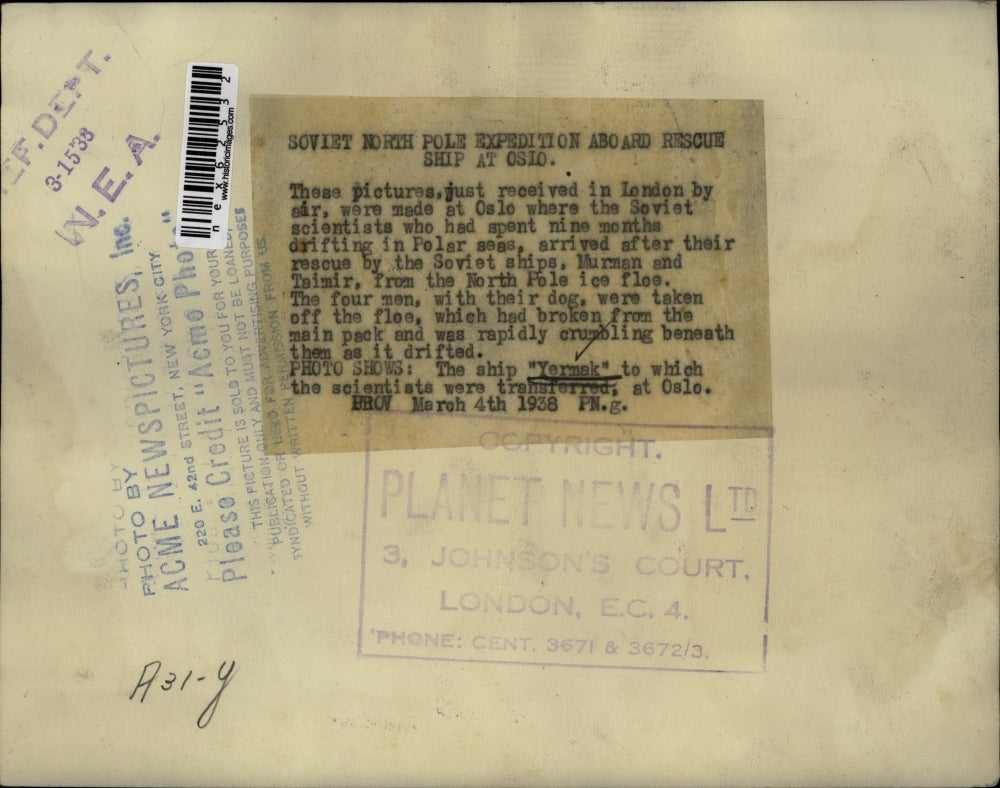 REF. DEPT.
3-15'38
N. E. A.
nex625532
www.historicimages.com
SOVIET NORTH POLE EXPEDITION ABOARD RESCUE
SHIP AT OSLO.
These pictures, just received in London by
air, were made at Oslo where the Soviet
scientists who had spent nine months
drifting in Polar seas, arrived after their
rescue by the Soviet ships, Murman and
Taimir, from the North Pole ice floe.
The four men, with their dog, were taken
off the floe, which had broken from the
main pack and was rapidly crumbling beneath
them as it drifted.
PHOTO SHOWS: The ship "Yermak" to which
the scientists were transferred, at Oslo.
BROV March 4th 1938 PN.g.
PHOTO BY
PHOTO BY
ACME NEWSPICTURES, Inc.
220 E. 42nd STREET, NEW YORK CITY
Please Credit "Acme Photo"
THIS PICTURE IS SOLD TO YOU FOR YOUR
PUBLICATION ONLY AND MUST NOT BE LOANED,
SYNDICATED OR USED FOR ADVERTISING PURPOSES
WITHOUT WRITTEN PERMISSION FROM US
COPYRIGHT.
PLANET NEWS LTD
3, JOHNSON'S COURT,
LONDON, E.C. 4.
'PHONE: CENT. 3671 & 3672/3.
A31-Y